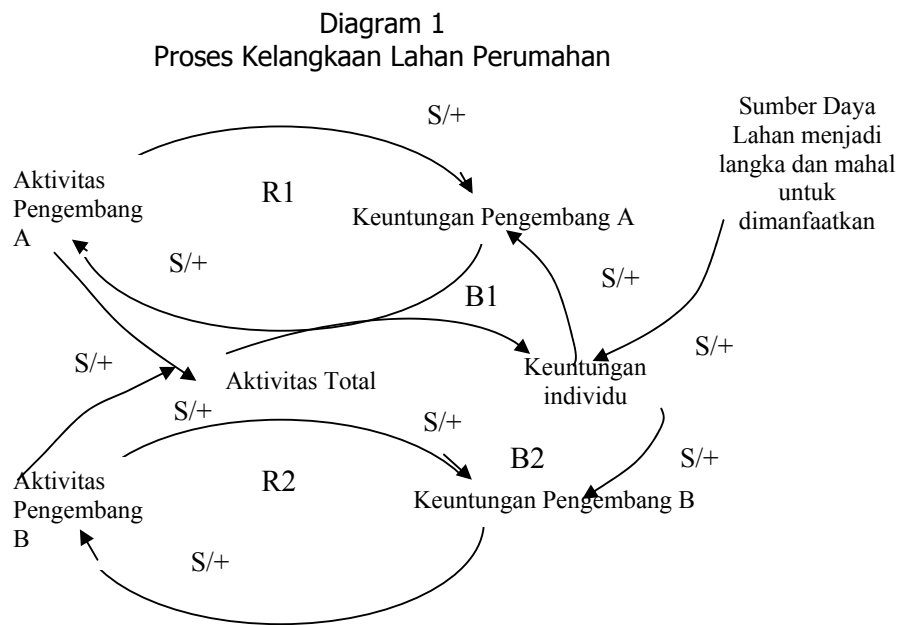 Diagram 1
Proses Kelangkaan Lahan Perumahan
Sumber Daya
Lahan menjadi
langka dan mahal
untuk
dimanfaatkan
S/+
Aktivitas
Pengembang
A
R1
Keuntungan Pengembang A
S/+
S/+
B1
S/+
S/+
Keuntungan
individu
Aktivitas Total
S/+
S/+
B2
S/+
Aktivitas
Pengembang
B
R2
Keuntungan Pengembang B
S/+